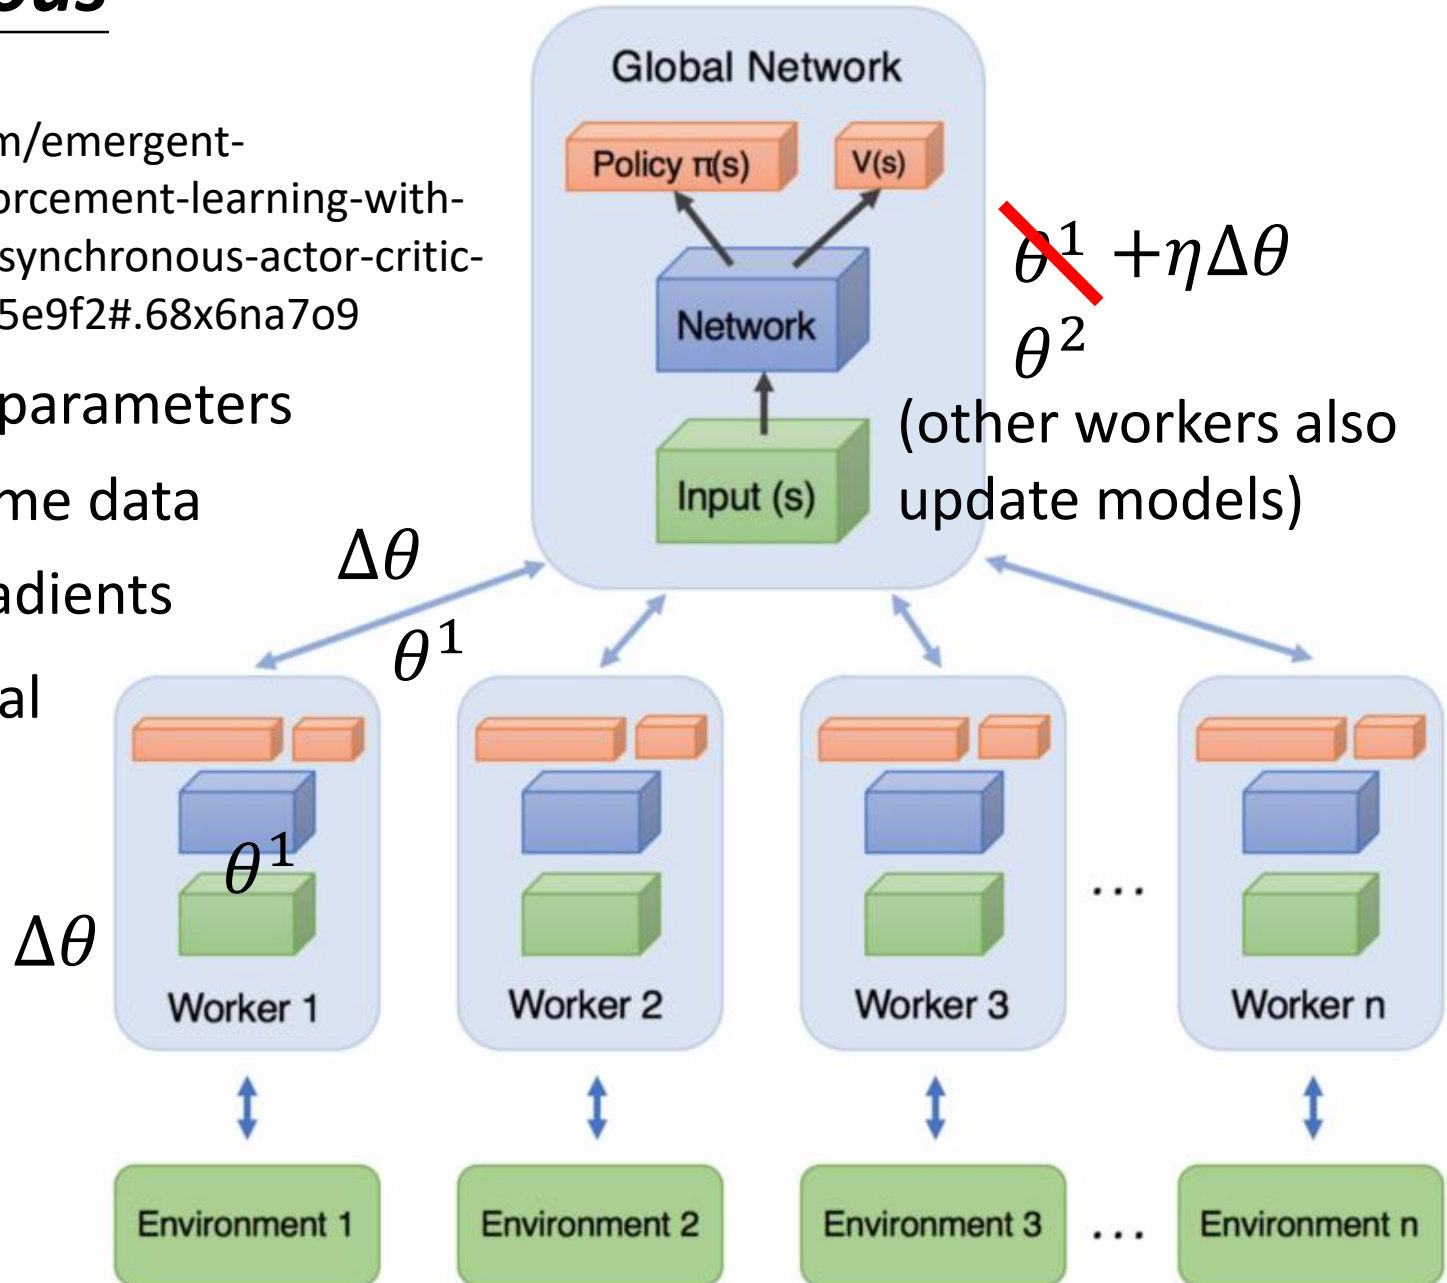 ous
m/emergent-
orcement-learning-with-
synchronous-actor-critic-
5e9f2#.68x6na7o9
parameters
me data
adients
al
Global Network
Policy π(s)
V(s)
Network
Input (s)
θ¹ +ηΔθ
θ²
(other workers also
update models)
Δθ
θ¹
θ¹
Δθ
Worker 1
Worker 2
Worker 3
...
Worker n
Environment 1
Environment 2
Environment 3
...
Environment n